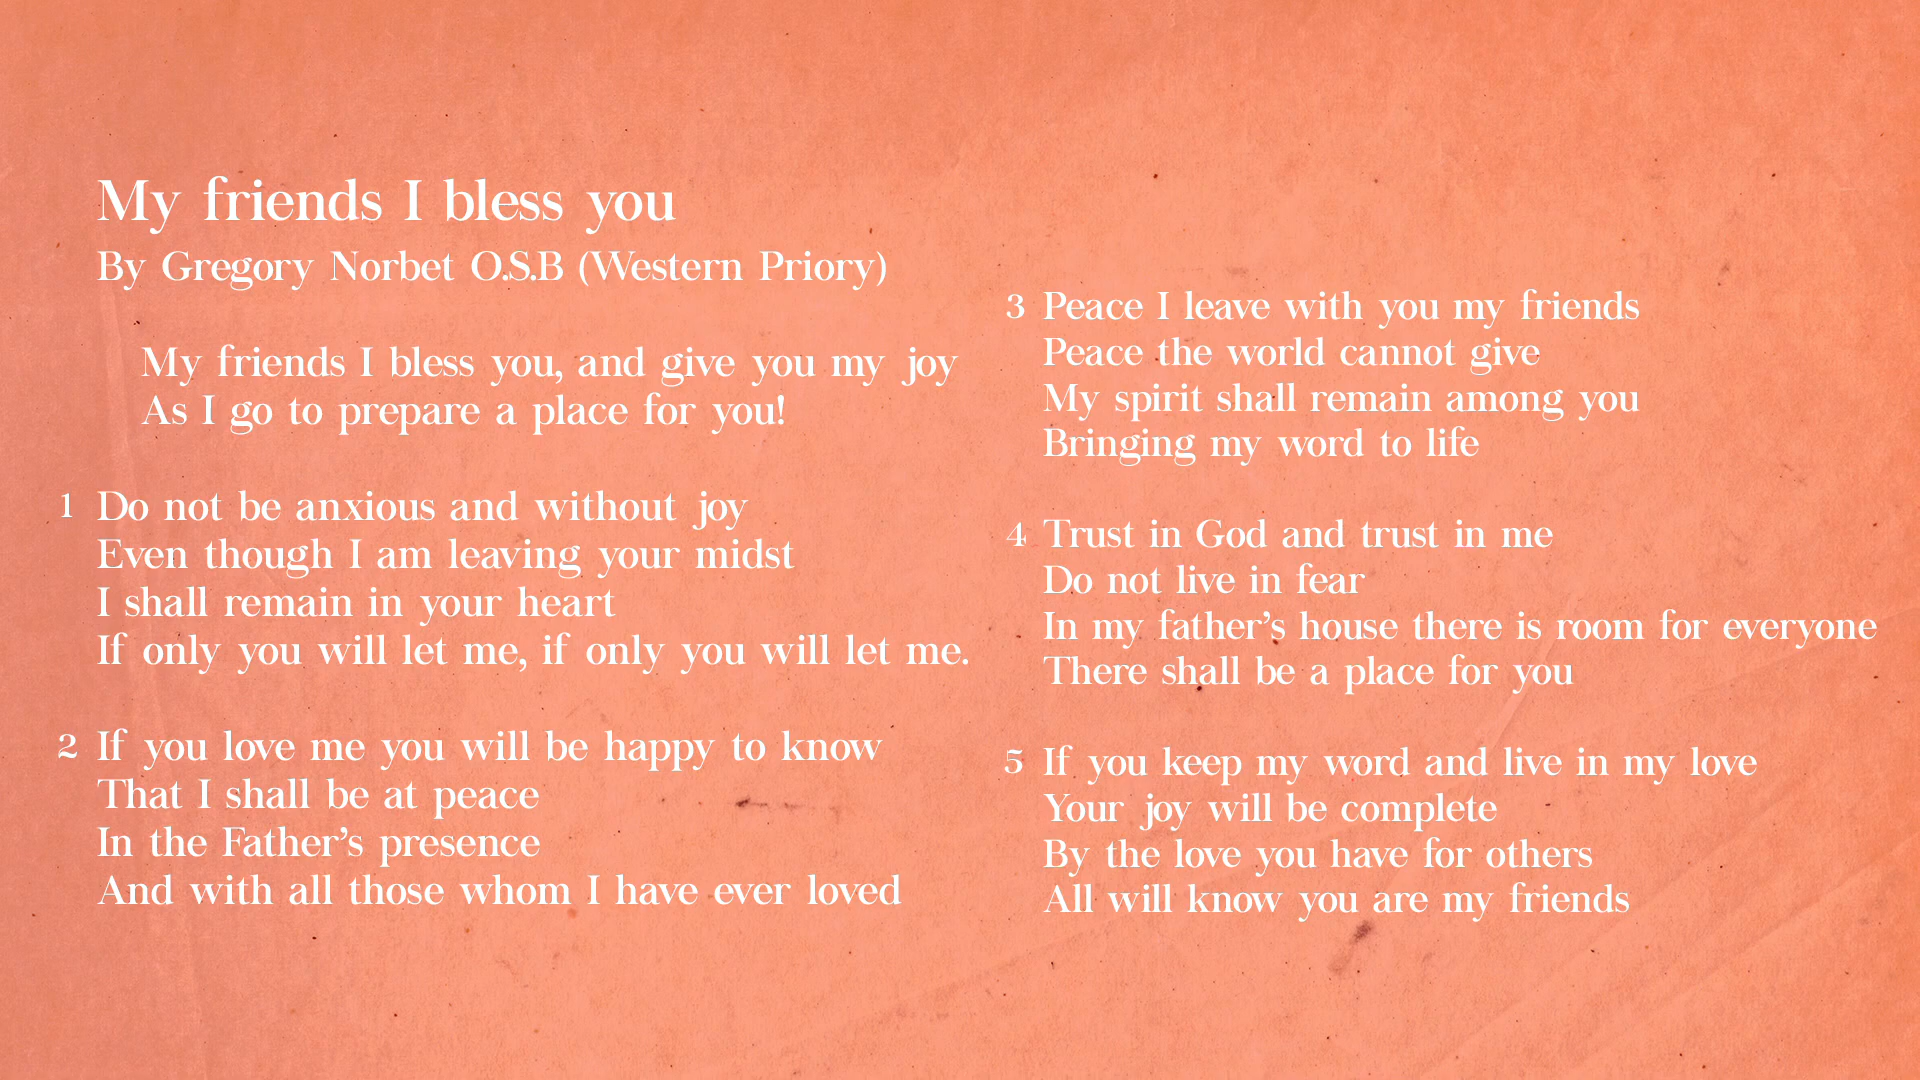 My friends I bless you
By Gregory Norbet O.S.B (Western Priory)
My friends I bless you, and give you my joy
As I go to prepare a place for you!
1 Do not be anxious and without joy
Even though I am leaving your midst
I shall remain in your heart
If only you will let me, if only you will let me.
2 If you love me you will be happy to know
That I shall be at peace
In the Father’s presence
And with all those whom I have ever loved
3 Peace I leave with you my friends
Peace the world cannot give
My spirit shall remain among you
Bringing my word to life
4 Trust in God and trust in me
Do not live in fear
In my father’s house there is room for everyone
There shall be a place for you
5 If you keep my word and live in my love
Your joy will be complete
By the love you have for others
All will know you are my friends